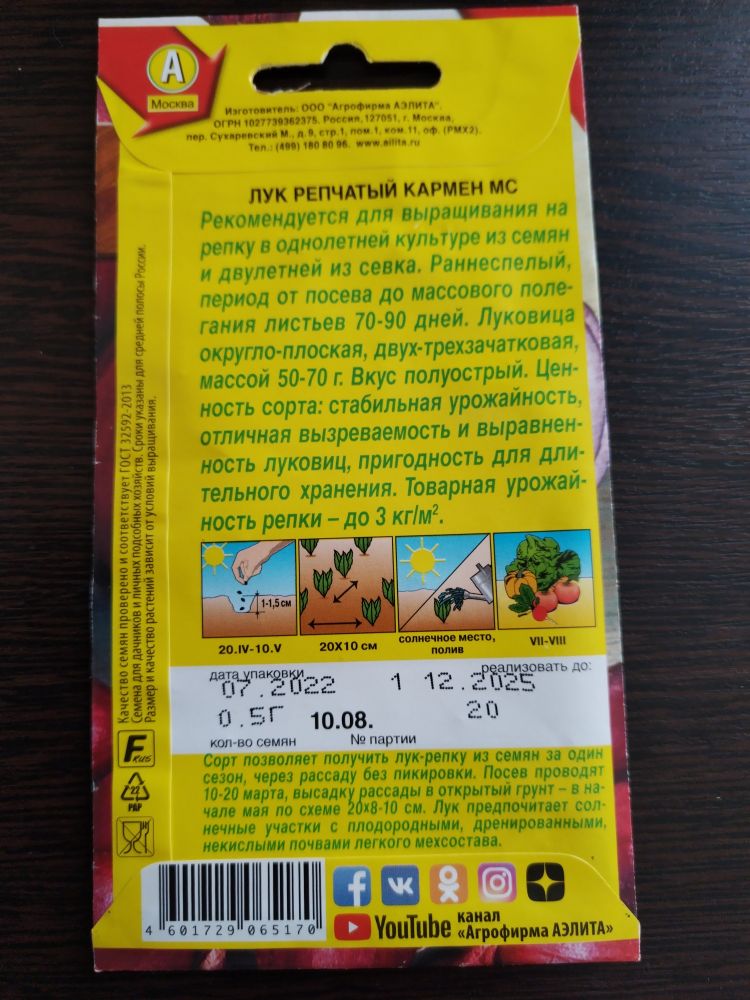 А
Москва
Изготовитель: ООО "Агрофирма АЭЛИТА".
ОГРН 1027739362375. Россия,127051, г. Москва,
пер. Сухаревский М., д.9, стр.1, пом.1, ком.11, оф. (РМХ2).
Тел.: (499) 180 80 96. www.ailita.ru
ЛУК РЕПЧАТЫЙ КАРМЕН МС
Рекомендуется для выращивания на
репку в однолетней культуре из семян
и двулетней из севка. Раннеспелый,
период от посева до массового поле-
гания листьев 70-90 дней. Луковица
округло-плоская, двух-трехзачатковая,
массой 50-70 г. Вкус полуострый. Цен-
ность сорта: стабильная урожайность,
отличная вызреваемость и выравнен-
ность луковиц, пригодность для дли-
тельного хранения. Товарная урожай-
ность репки – до 3 кг/м².
Качество семян проверено и соответствует ГОСТ 32592-2013
Семена для дачников и личных подсобных хозяйств. Сроки указаны для средней полосы России.
Размер и качество растений зависит от условий выращивания.
1-1,5 см
20.IV-10.V
20X10 см
солнечное место,
полив
VII-VIII
дата упаковки
реализовать до:
07.2022 1 12.2025
0.5Г 10.08. 20
кол-во семян
№ партии
Сорт позволяет получить лук-репку из семян за один
сезон, через рассаду без пикировки. Посев проводят
10-20 марта, высадку рассады в открытый грунт – в на-
чале мая по схеме 20х8-10 см. Лук предпочитает сол-
нечные участки с плодородными, дренированными,
некислыми почвами легкого мехсостава.
F
KUS
22
PAP
4 601729 065170
YouTube канал
«Агрофирма АЭЛИТА»